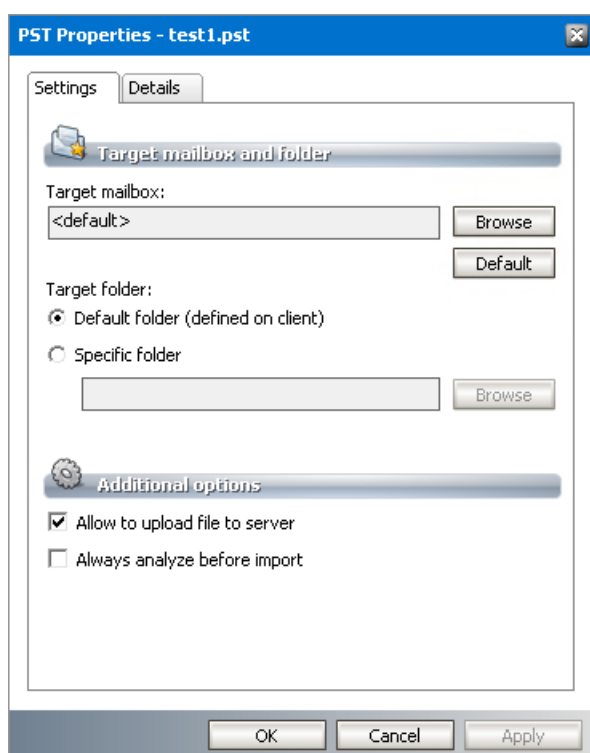 PST Properties - test1.pst
Settings Details
Target mailbox and folder
Target mailbox:
<default> Browse
Default
Target folder:
Default folder (defined on client)
Specific folder
Browse
Additional options
Allow to upload file to server
Always analyze before import
OK Cancel Apply